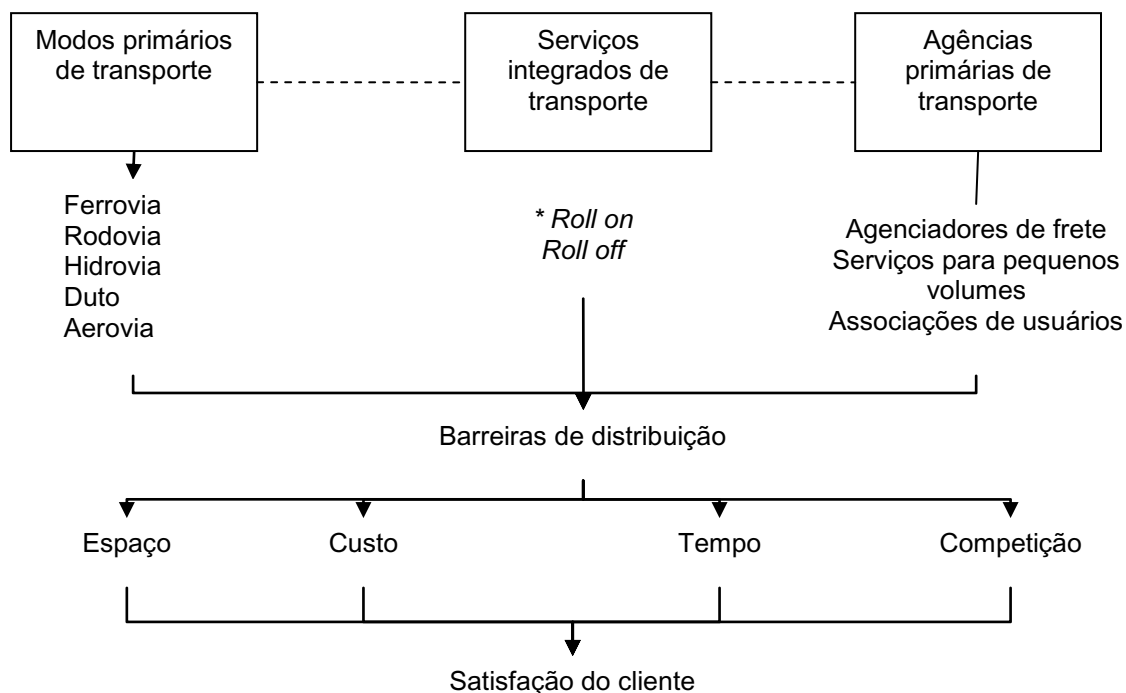 Modos primários
de transporte
Serviços
integrados de
transporte
Agências
primárias de
transporte
Ferrovia
Rodovia
Hidrovia
Duto
Aerovia
* Roll on
Roll off
Agenciadores de frete
Serviços para pequenos
volumes
Associações de usuários
Barreiras de distribuição
Espaço
Custo
Tempo
Competição
Satisfação do cliente